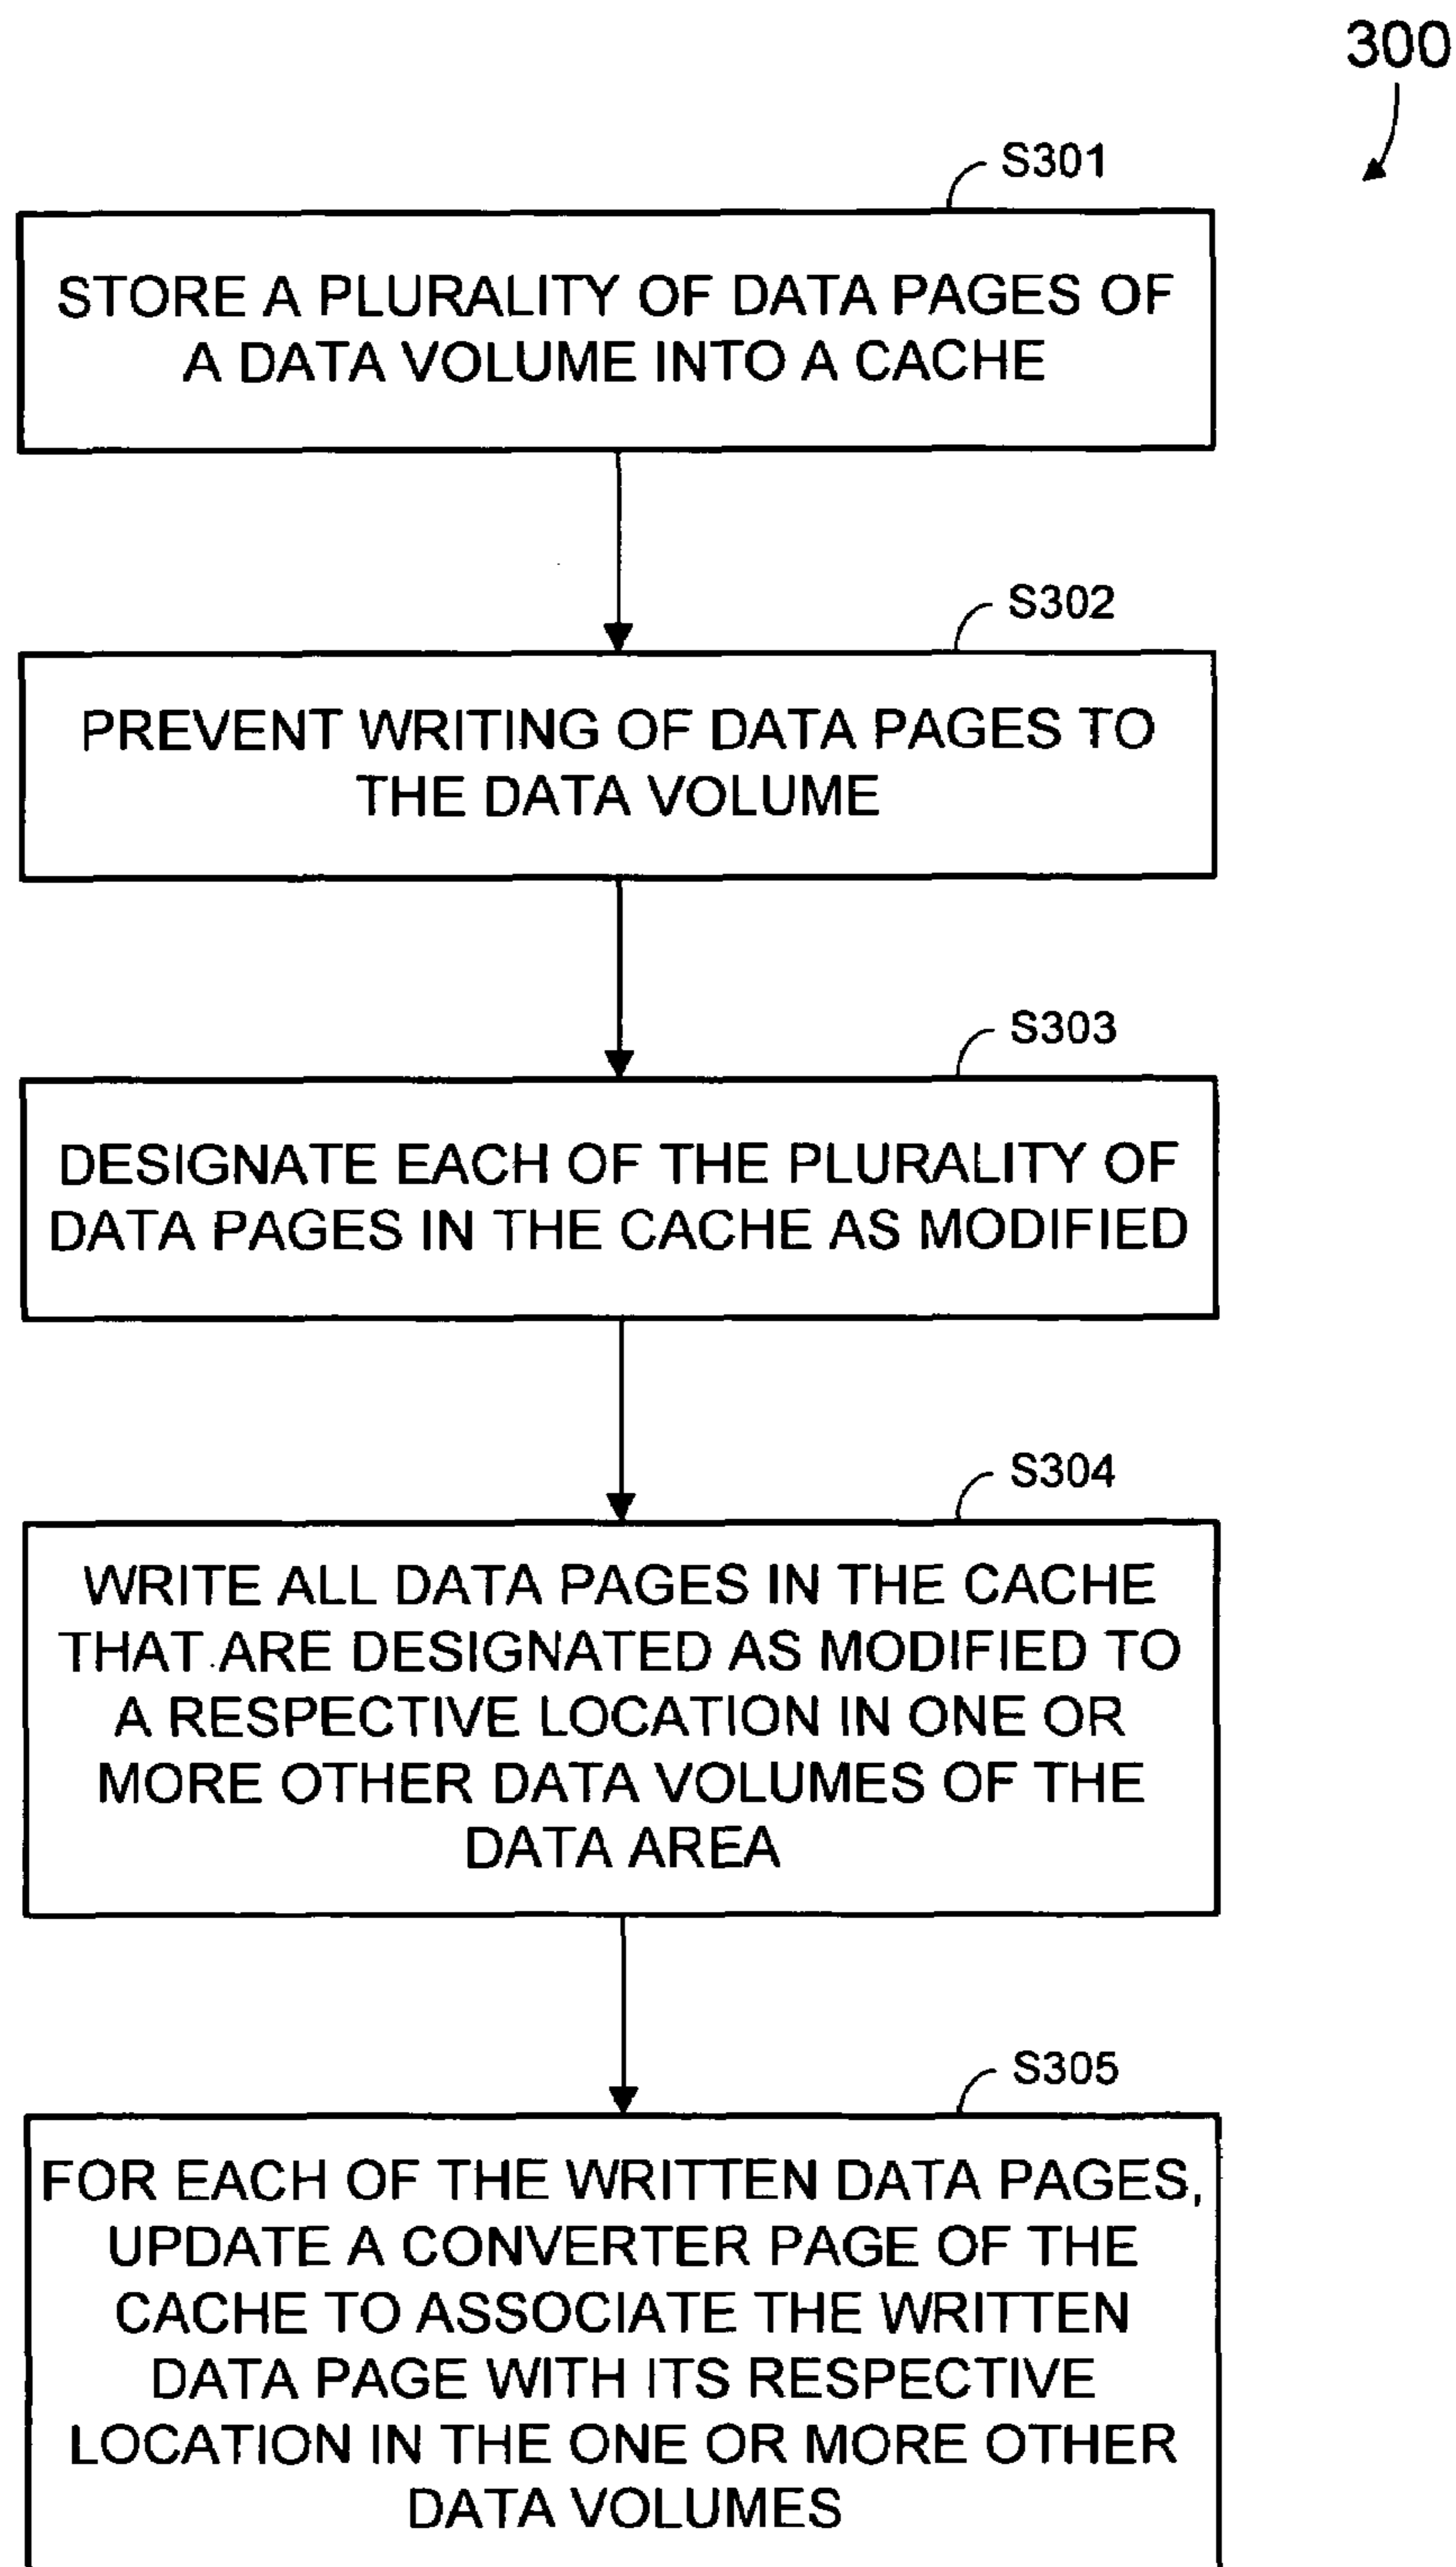 300
S301
STORE A PLURALITY OF DATA PAGES OF
A DATA VOLUME INTO A CACHE
S302
PREVENT WRITING OF DATA PAGES TO
THE DATA VOLUME
S303
DESIGNATE EACH OF THE PLURALITY OF
DATA PAGES IN THE CACHE AS MODIFIED
S304
WRITE ALL DATA PAGES IN THE CACHE
THAT ARE DESIGNATED AS MODIFIED TO
A RESPECTIVE LOCATION IN ONE OR
MORE OTHER DATA VOLUMES OF THE
DATA AREA
S305
FOR EACH OF THE WRITTEN DATA PAGES,
UPDATE A CONVERTER PAGE OF THE
CACHE TO ASSOCIATE THE WRITTEN
DATA PAGE WITH ITS RESPECTIVE
LOCATION IN THE ONE OR MORE OTHER
DATA VOLUMES